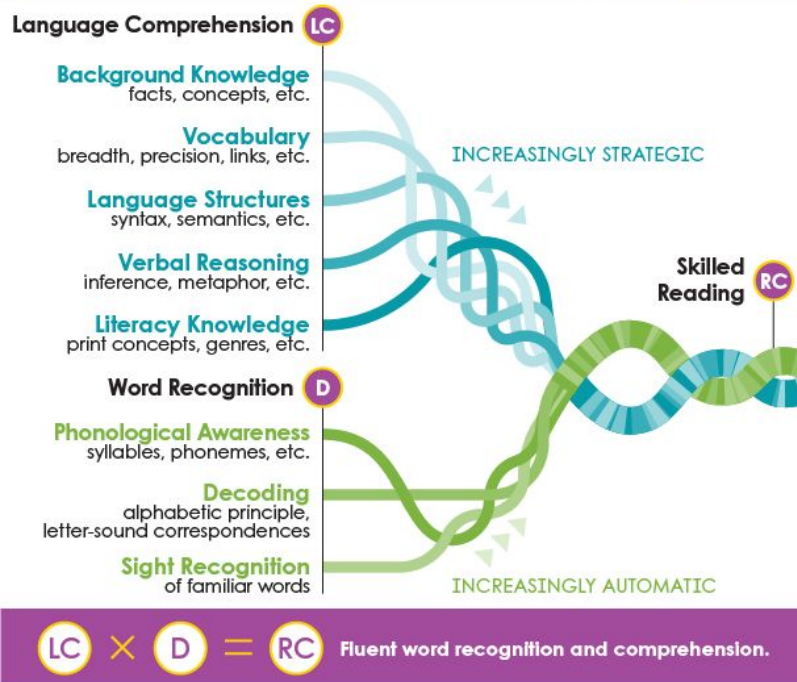 Language Comprehension LC
Background Knowledge
facts, concepts, etc.
Vocabulary
breadth, precision, links, etc.
INCREASINGLY STRATEGIC
Language Structures
syntax, semantics, etc.
Verbal Reasoning
inference, metaphor, etc.
Literacy Knowledge
print concepts, genres, etc.
Skilled
Reading
RC
Word Recognition D
Phonological Awareness
syllables, phonemes, etc.
Decoding
alphabetic principle,
letter-sound correspondences
Sight Recognition
of familiar words
INCREASINGLY AUTOMATIC
LC × D = RC Fluent word recognition and comprehension.